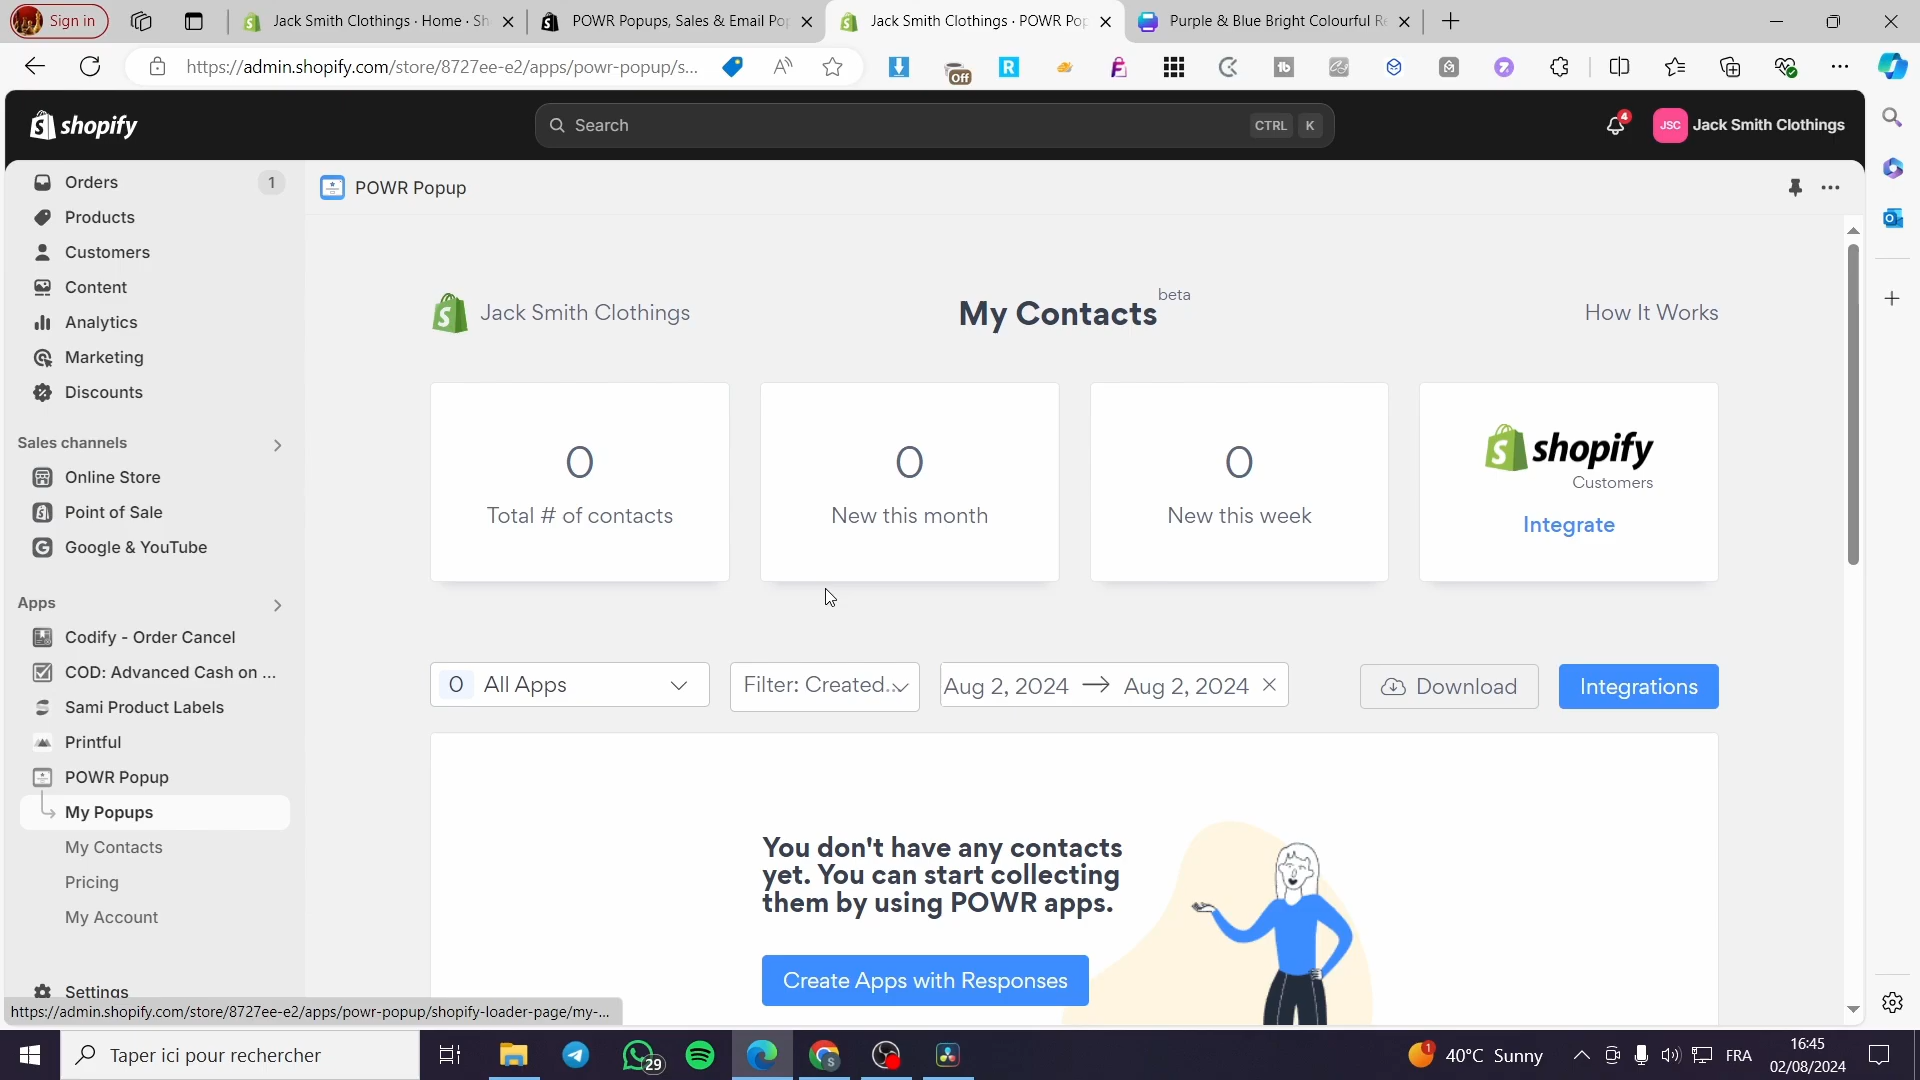 Sign in
Jack Smith Clothings · Home · Sh
POWR Popups, Sales & Email Po
Jack Smith Clothings · POWR Pop
Purple & Blue Bright Colourful Re
https://admin.shopify.com/store/8727ee-e2/apps/powr-popup/s...
Off
shopify
Search
CTRL K
4
JSC
Jack Smith Clothings
Orders
1
Products
Customers
Content
Analytics
Marketing
Discounts
Sales channels
Online Store
Point of Sale
Google & YouTube
Apps
Codify - Order Cancel
COD: Advanced Cash on ...
Sami Product Labels
Printful
POWR Popup
My Popups
My Contacts
Pricing
My Account
Settings
https://admin.shopify.com/store/8727ee-e2/apps/powr-popup/shopify-loader-page/my-...
POWR Popup
Jack Smith Clothings
My Contacts
beta
How It Works
0
Total # of contacts
0
New this month
0
New this week
shopify
Customers
Integrate
0 All Apps
Filter: Created...
Aug 2, 2024 → Aug 2, 2024
Download
Integrations
You don't have any contacts
yet. You can start collecting
them by using POWR apps.
Create Apps with Responses
Taper ici pour rechercher
29
1
40°C Sunny
FRA
16:45
02/08/2024